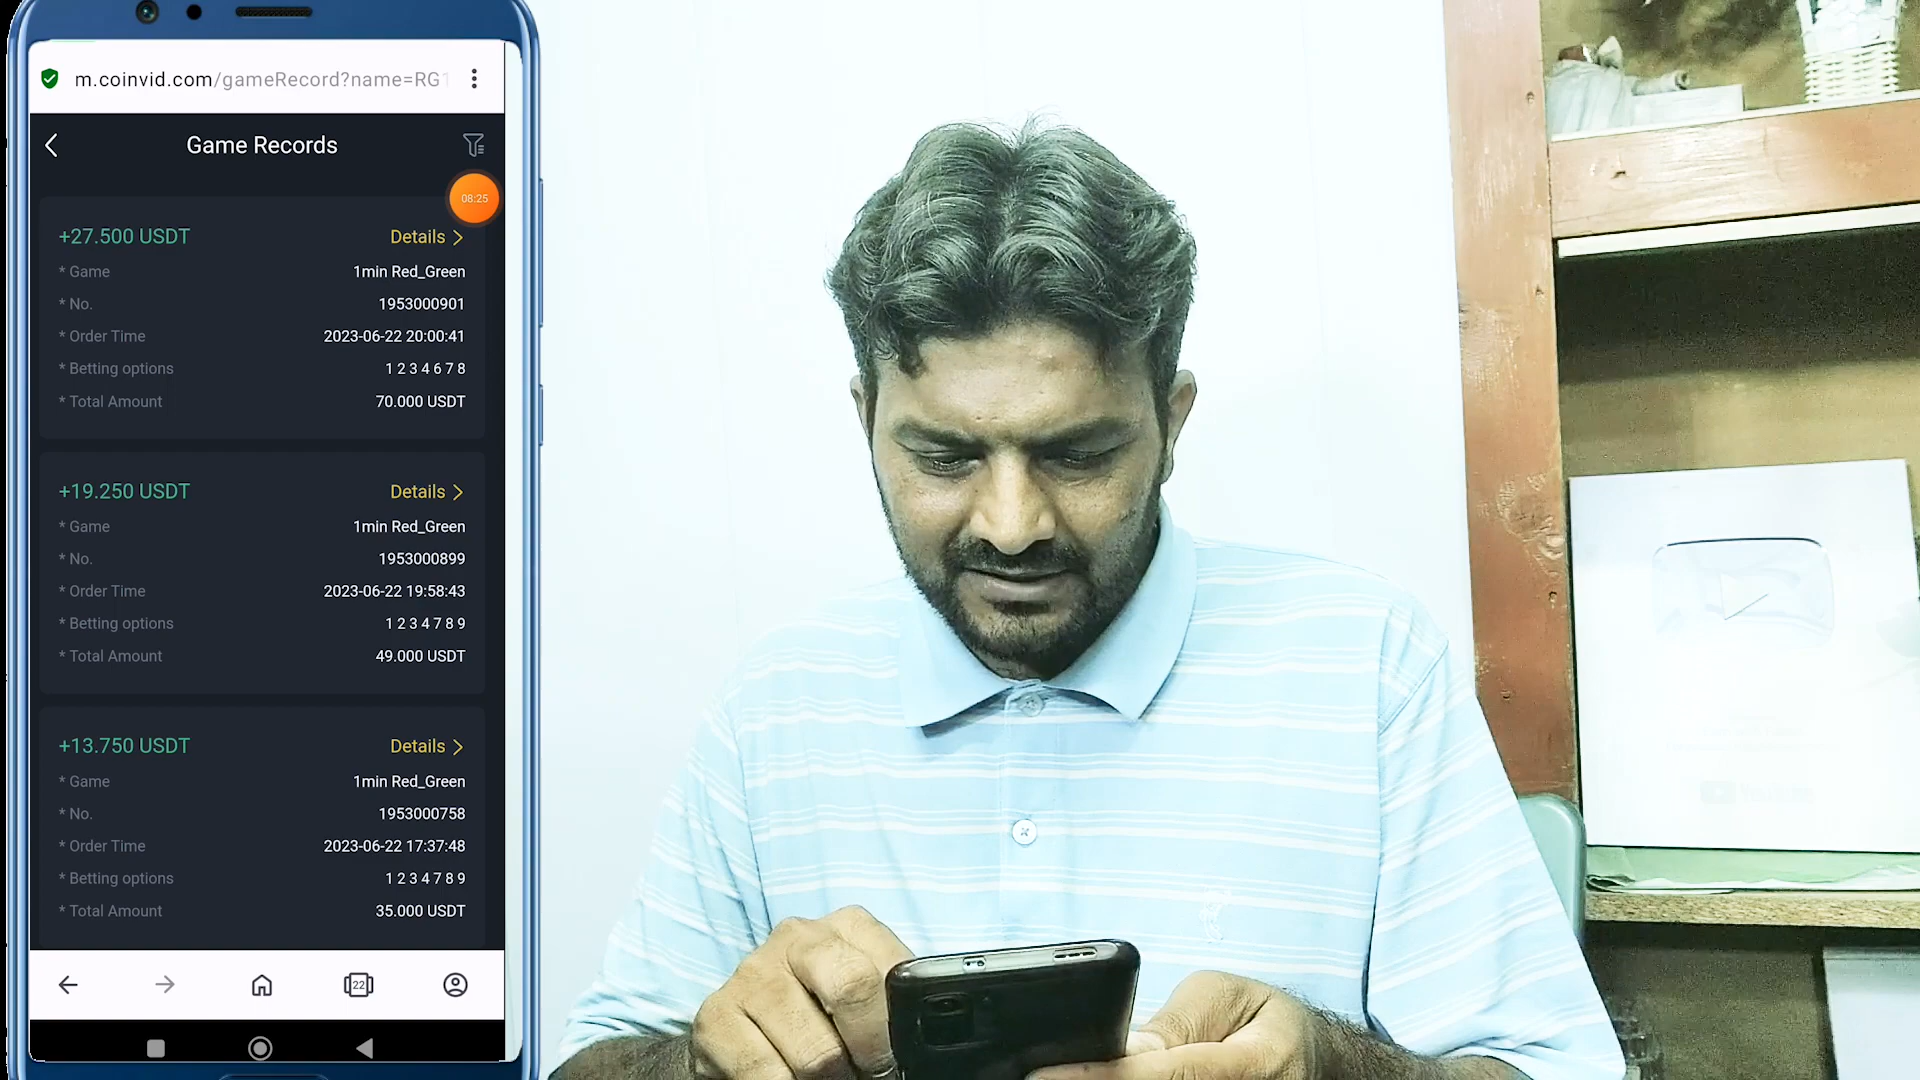 m.coinvid.com/gameRecord?name=RG1
Game Records
08:25
+27.500 USDT Details
* Game 1min Red_Green
* No. 1953000901
* Order Time 2023-06-22 20:00:41
* Betting options 1 2 3 4 6 7 8
* Total Amount 70.000 USDT
+19.250 USDT Details
* Game 1min Red_Green
* No. 1953000899
* Order Time 2023-06-22 19:58:43
* Betting options 1 2 3 4 7 8 9
* Total Amount 49.000 USDT
+13.750 USDT Details
* Game 1min Red_Green
* No. 1953000758
* Order Time 2023-06-22 17:37:48
* Betting options 1 2 3 4 7 8 9
* Total Amount 35.000 USDT
22